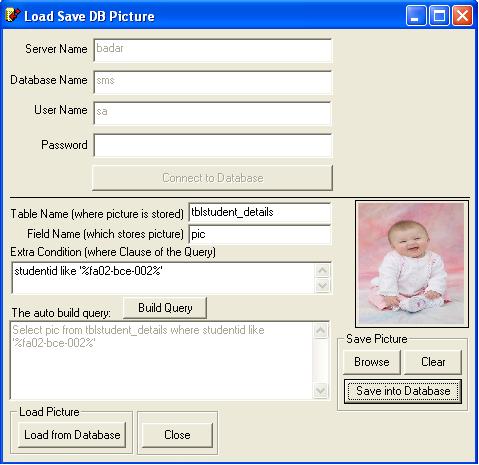 Load Save DB Picture
Server Name badar
Database Name sms
User Name sa
Password
Connect to Database
Table Name (where picture is stored) tblstudent_details
Field Name (which stores picture) pic
Extra Condition (where Clause of the Query)
studentid like '%fa02-bce-002%'
The auto build query: Build Query
Select pic from tblstudent_details where studentid like
'%fa02-bce-002%'
Save Picture
Browse Clear
Save into Database
Load Picture
Load from Database Close